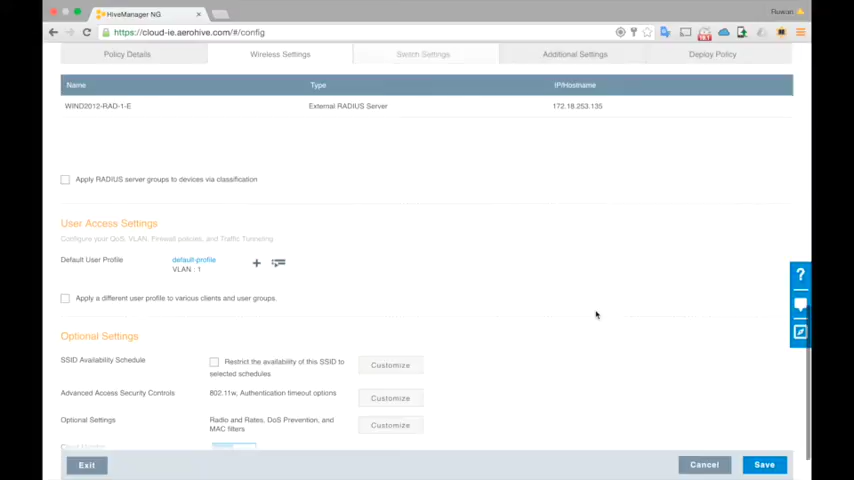 HiveManager NG
Ruwan
https://cloud-ie.aerohive.com/#/config
Policy Details
Wireless Settings
Switch Settings
Additional Settings
Deploy Policy
Name
Type
IP/Hostname
WIND2012-RAD-1-E
External RADIUS Server
172.18.253.135
Apply RADIUS server groups to devices via classification
User Access Settings
Configure your QoS, VLAN, Firewall policies, and Traffic Tunneling
Default User Profile
default-profile
VLAN : 1
Apply a different user profile to various clients and user groups.
Optional Settings
SSID Availability Schedule
Restrict the availability of this SSID to
selected schedules
Customize
Advanced Access Security Controls
802.11w, Authentication timeout options
Customize
Optional Settings
Radio and Rates, DoS Prevention, and
MAC filters
Customize
?
Exit
Cancel
Save